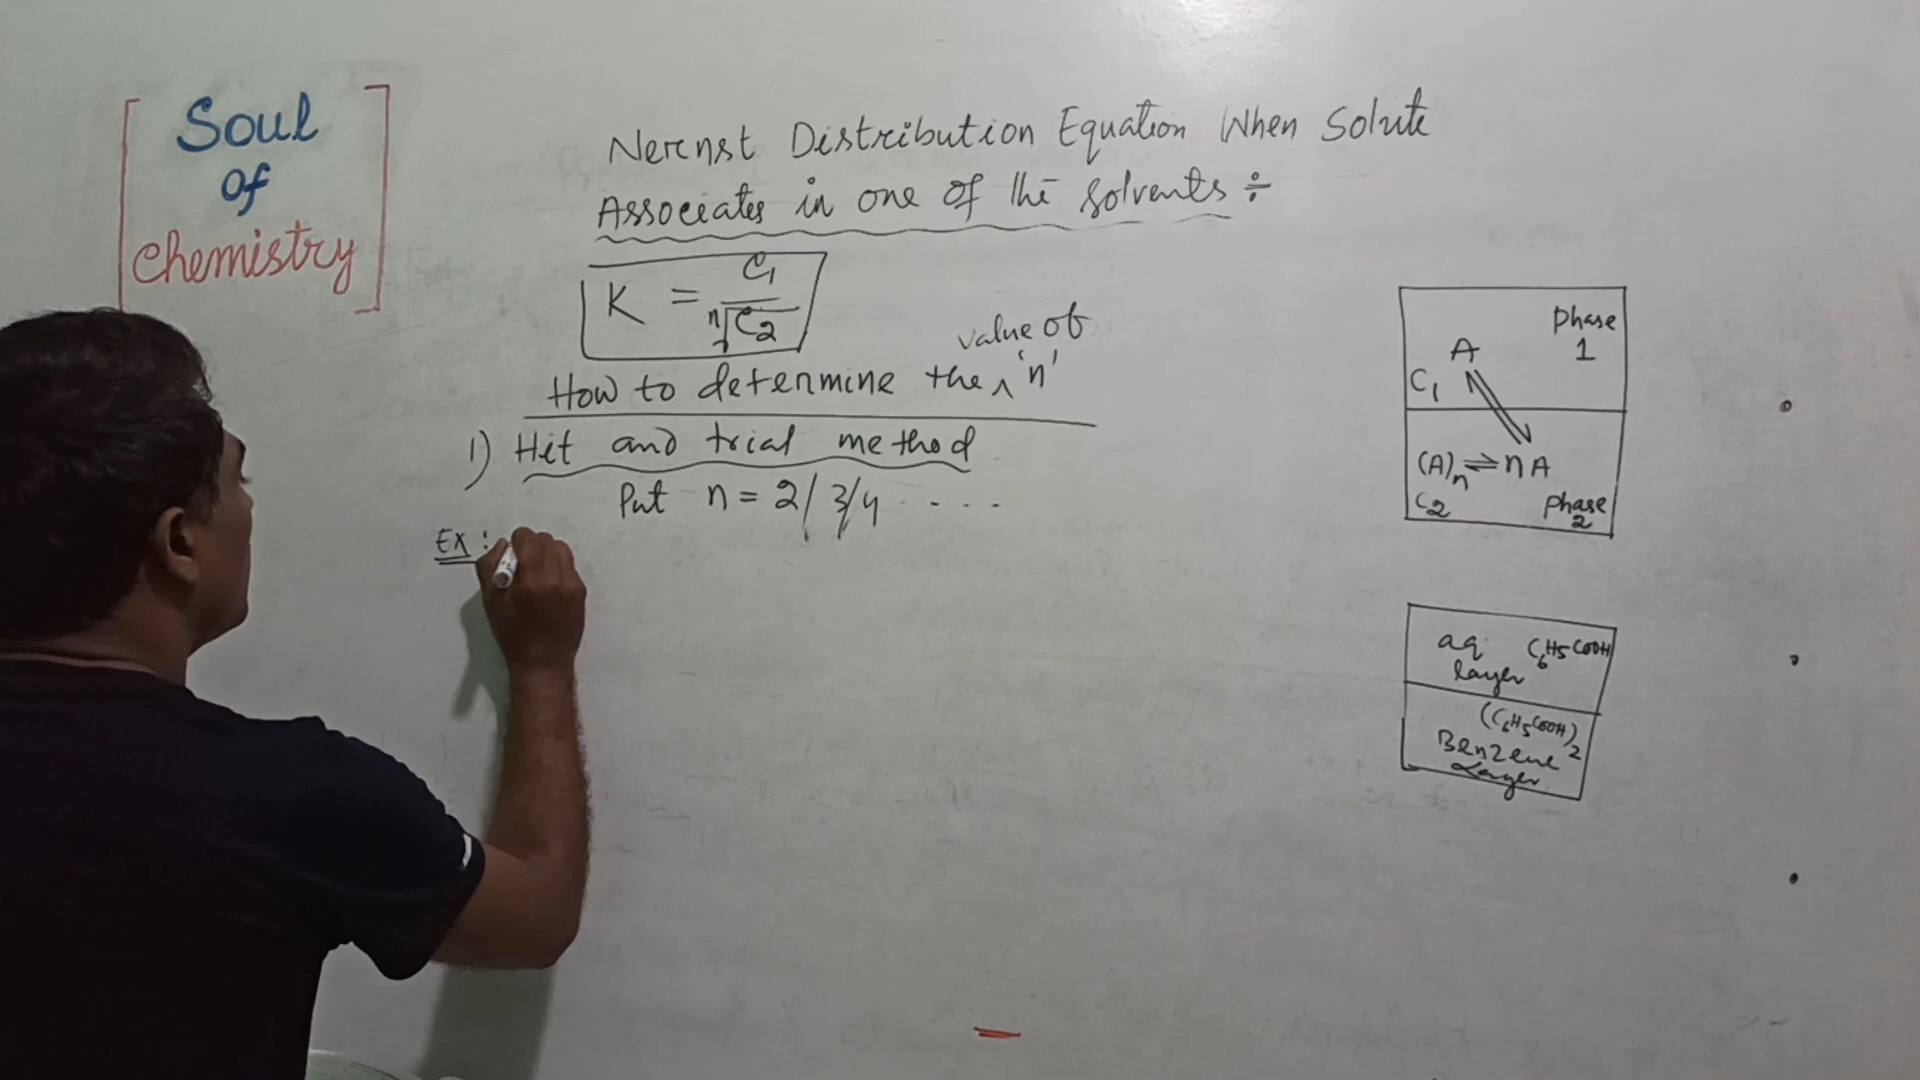 Soul
of
Chemistry
Nernst Distribution Equation When Solute
Associates in one of the solvents ÷
K = C₁ / ⁿ√C₂
value of
How to determine the ^ 'n'
1) Hit and trial method
Put n = 2/ 3/4 - - - -
Ex :
Phase
1
A
C₁
(A)ₙ ⇌ nA
C₂
Phase
2
aq C₆H₅COOH
layer
(C₆H₅COOH)₂
Benzene
Layer